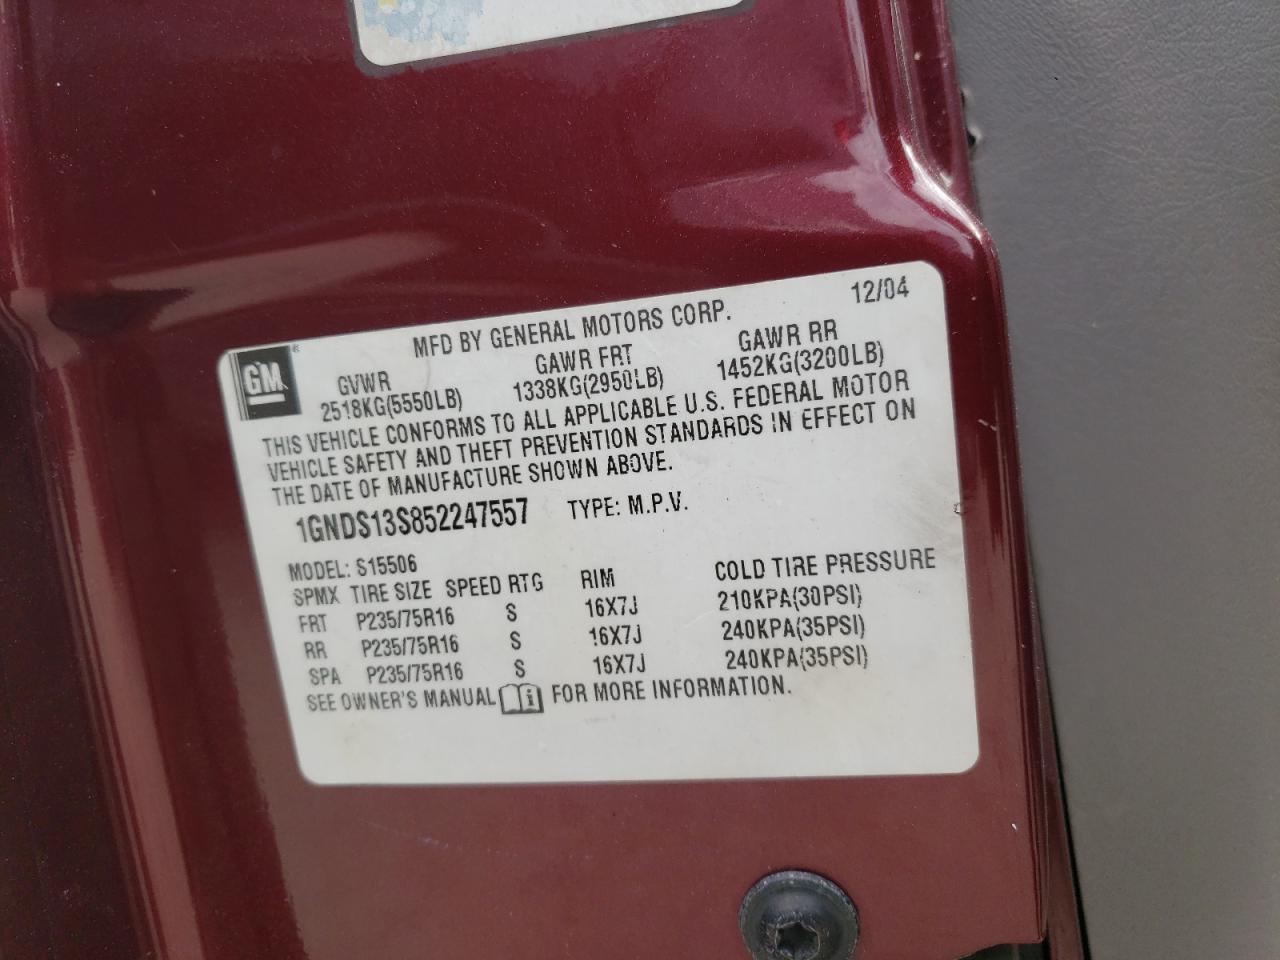 12/04
MFD BY GENERAL MOTORS CORP.
GM
GVWR GAWR FRT GAWR RR
2518KG(5550LB) 1338KG(2950LB) 1452KG(3200LB)
THIS VEHICLE CONFORMS TO ALL APPLICABLE U.S. FEDERAL MOTOR
VEHICLE SAFETY AND THEFT PREVENTION STANDARDS IN EFFECT ON
THE DATE OF MANUFACTURE SHOWN ABOVE.
1GNDS13S852247557 TYPE: M.P.V.
MODEL: S15506
SPMX TIRE SIZE SPEED RTG RIM COLD TIRE PRESSURE
FRT P235/75R16 S 16X7J 210KPA(30PSI)
RR P235/75R16 S 16X7J 240KPA(35PSI)
SPA P235/75R16 S 16X7J 240KPA(35PSI)
SEE OWNER'S MANUAL i FOR MORE INFORMATION.